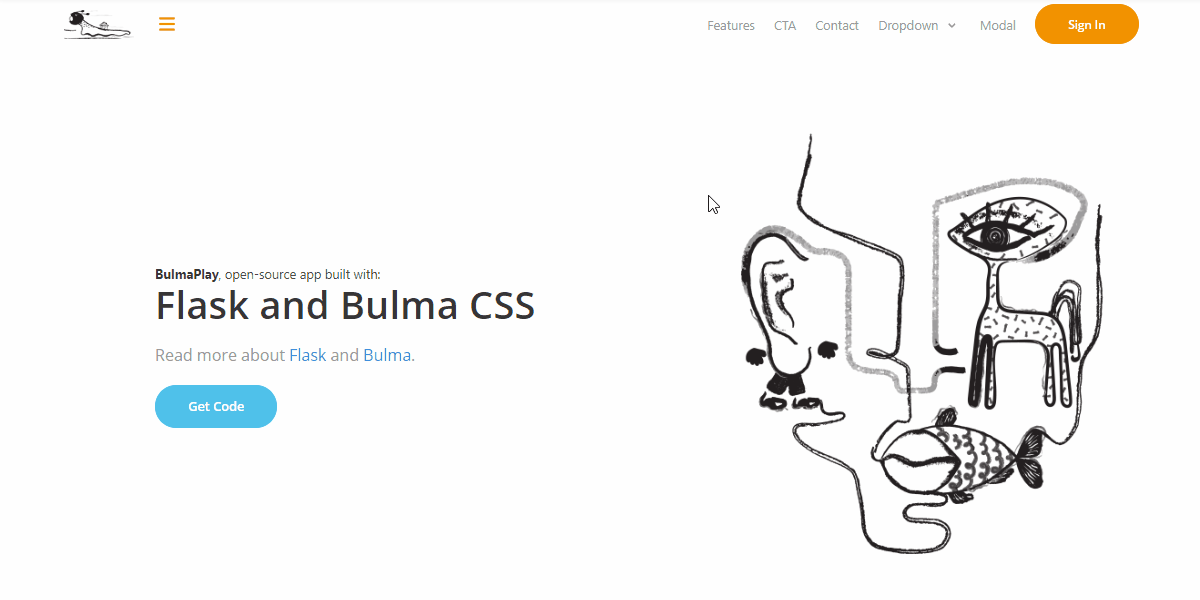 Features CTA Contact Dropdown Modal Sign In
BulmaPlay, open-source app built with:
Flask and Bulma CSS
Read more about Flask and Bulma.
Get Code